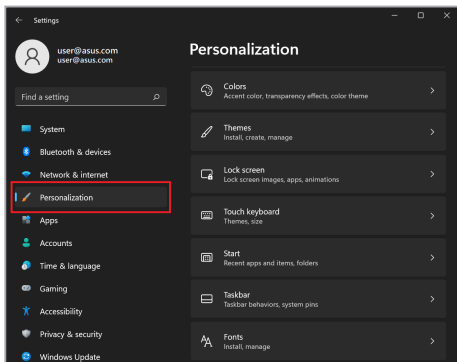 Settings
user@asus.com
user@asus.com
Find a setting
System
Bluetooth & devices
Network & internet
Personalization
Apps
Accounts
Time & language
Gaming
Accessibility
Privacy & security
Windows Update
Personalization
Colors
Accent color, transparency effects, color theme
Themes
Install, create, manage
Lock screen
Lock screen images, apps, animations
Touch keyboard
Themes, size
Start
Recent apps and items, folders
Taskbar
Taskbar behaviors, system pins
Fonts
Install, manage